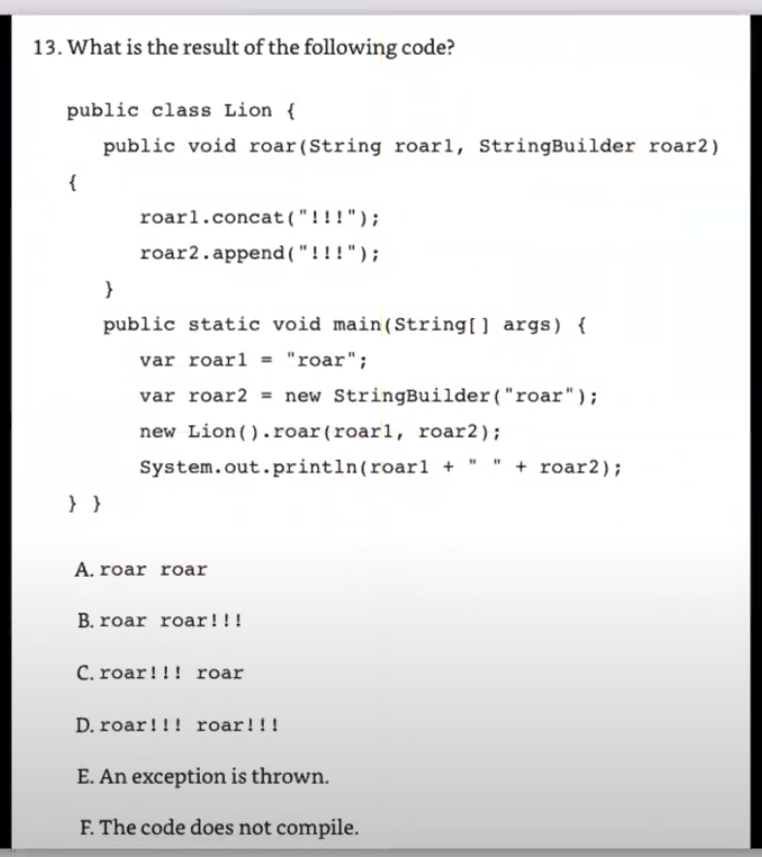 13. What is the result of the following code?
public class Lion {
public void roar(String roar1, StringBuilder roar2)
{
roar1.concat("!!!");
roar2.append("!!!");
}
public static void main(String[] args) {
var roar1 = "roar";
var roar2 = new StringBuilder("roar");
new Lion().roar(roar1, roar2);
System.out.println(roar1 + " " + roar2);
} }
A. roar roar
B. roar roar!!!
C. roar!!! roar
D. roar!!! roar!!!
E. An exception is thrown.
F. The code does not compile.